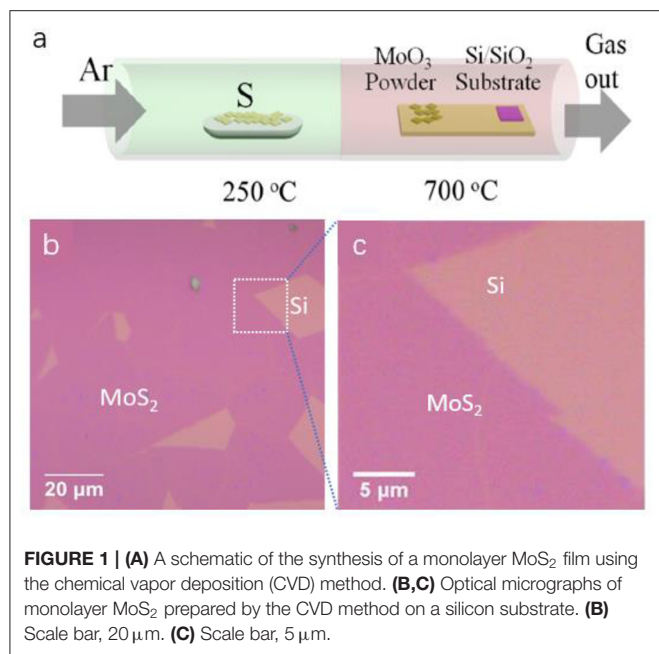 a
Ar
S
MoO₃
Powder
Si/SiO₂
Substrate
Gas
out
250 °C
700 °C
b
Si
MoS₂
20 μm
c
Si
MoS₂
5 μm
FIGURE 1 | (A) A schematic of the synthesis of a monolayer MoS₂ film using
the chemical vapor deposition (CVD) method. (B,C) Optical micrographs of
monolayer MoS₂ prepared by the CVD method on a silicon substrate. (B)
Scale bar, 20 μm. (C) Scale bar, 5 μm.